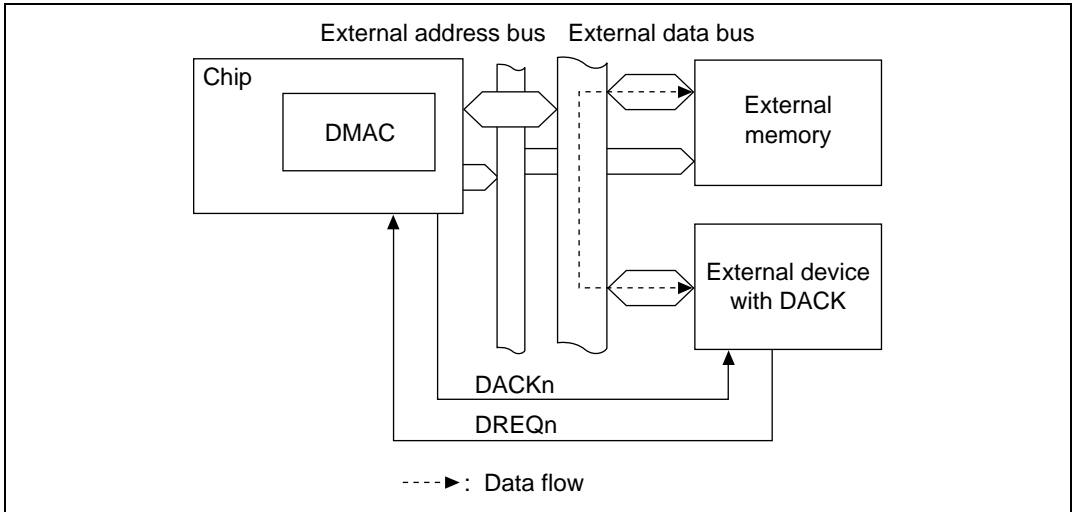 External address bus
External data bus
Chip
DMAC
External
memory
External device
with DACK
DACKn
DREQn
: Data flow